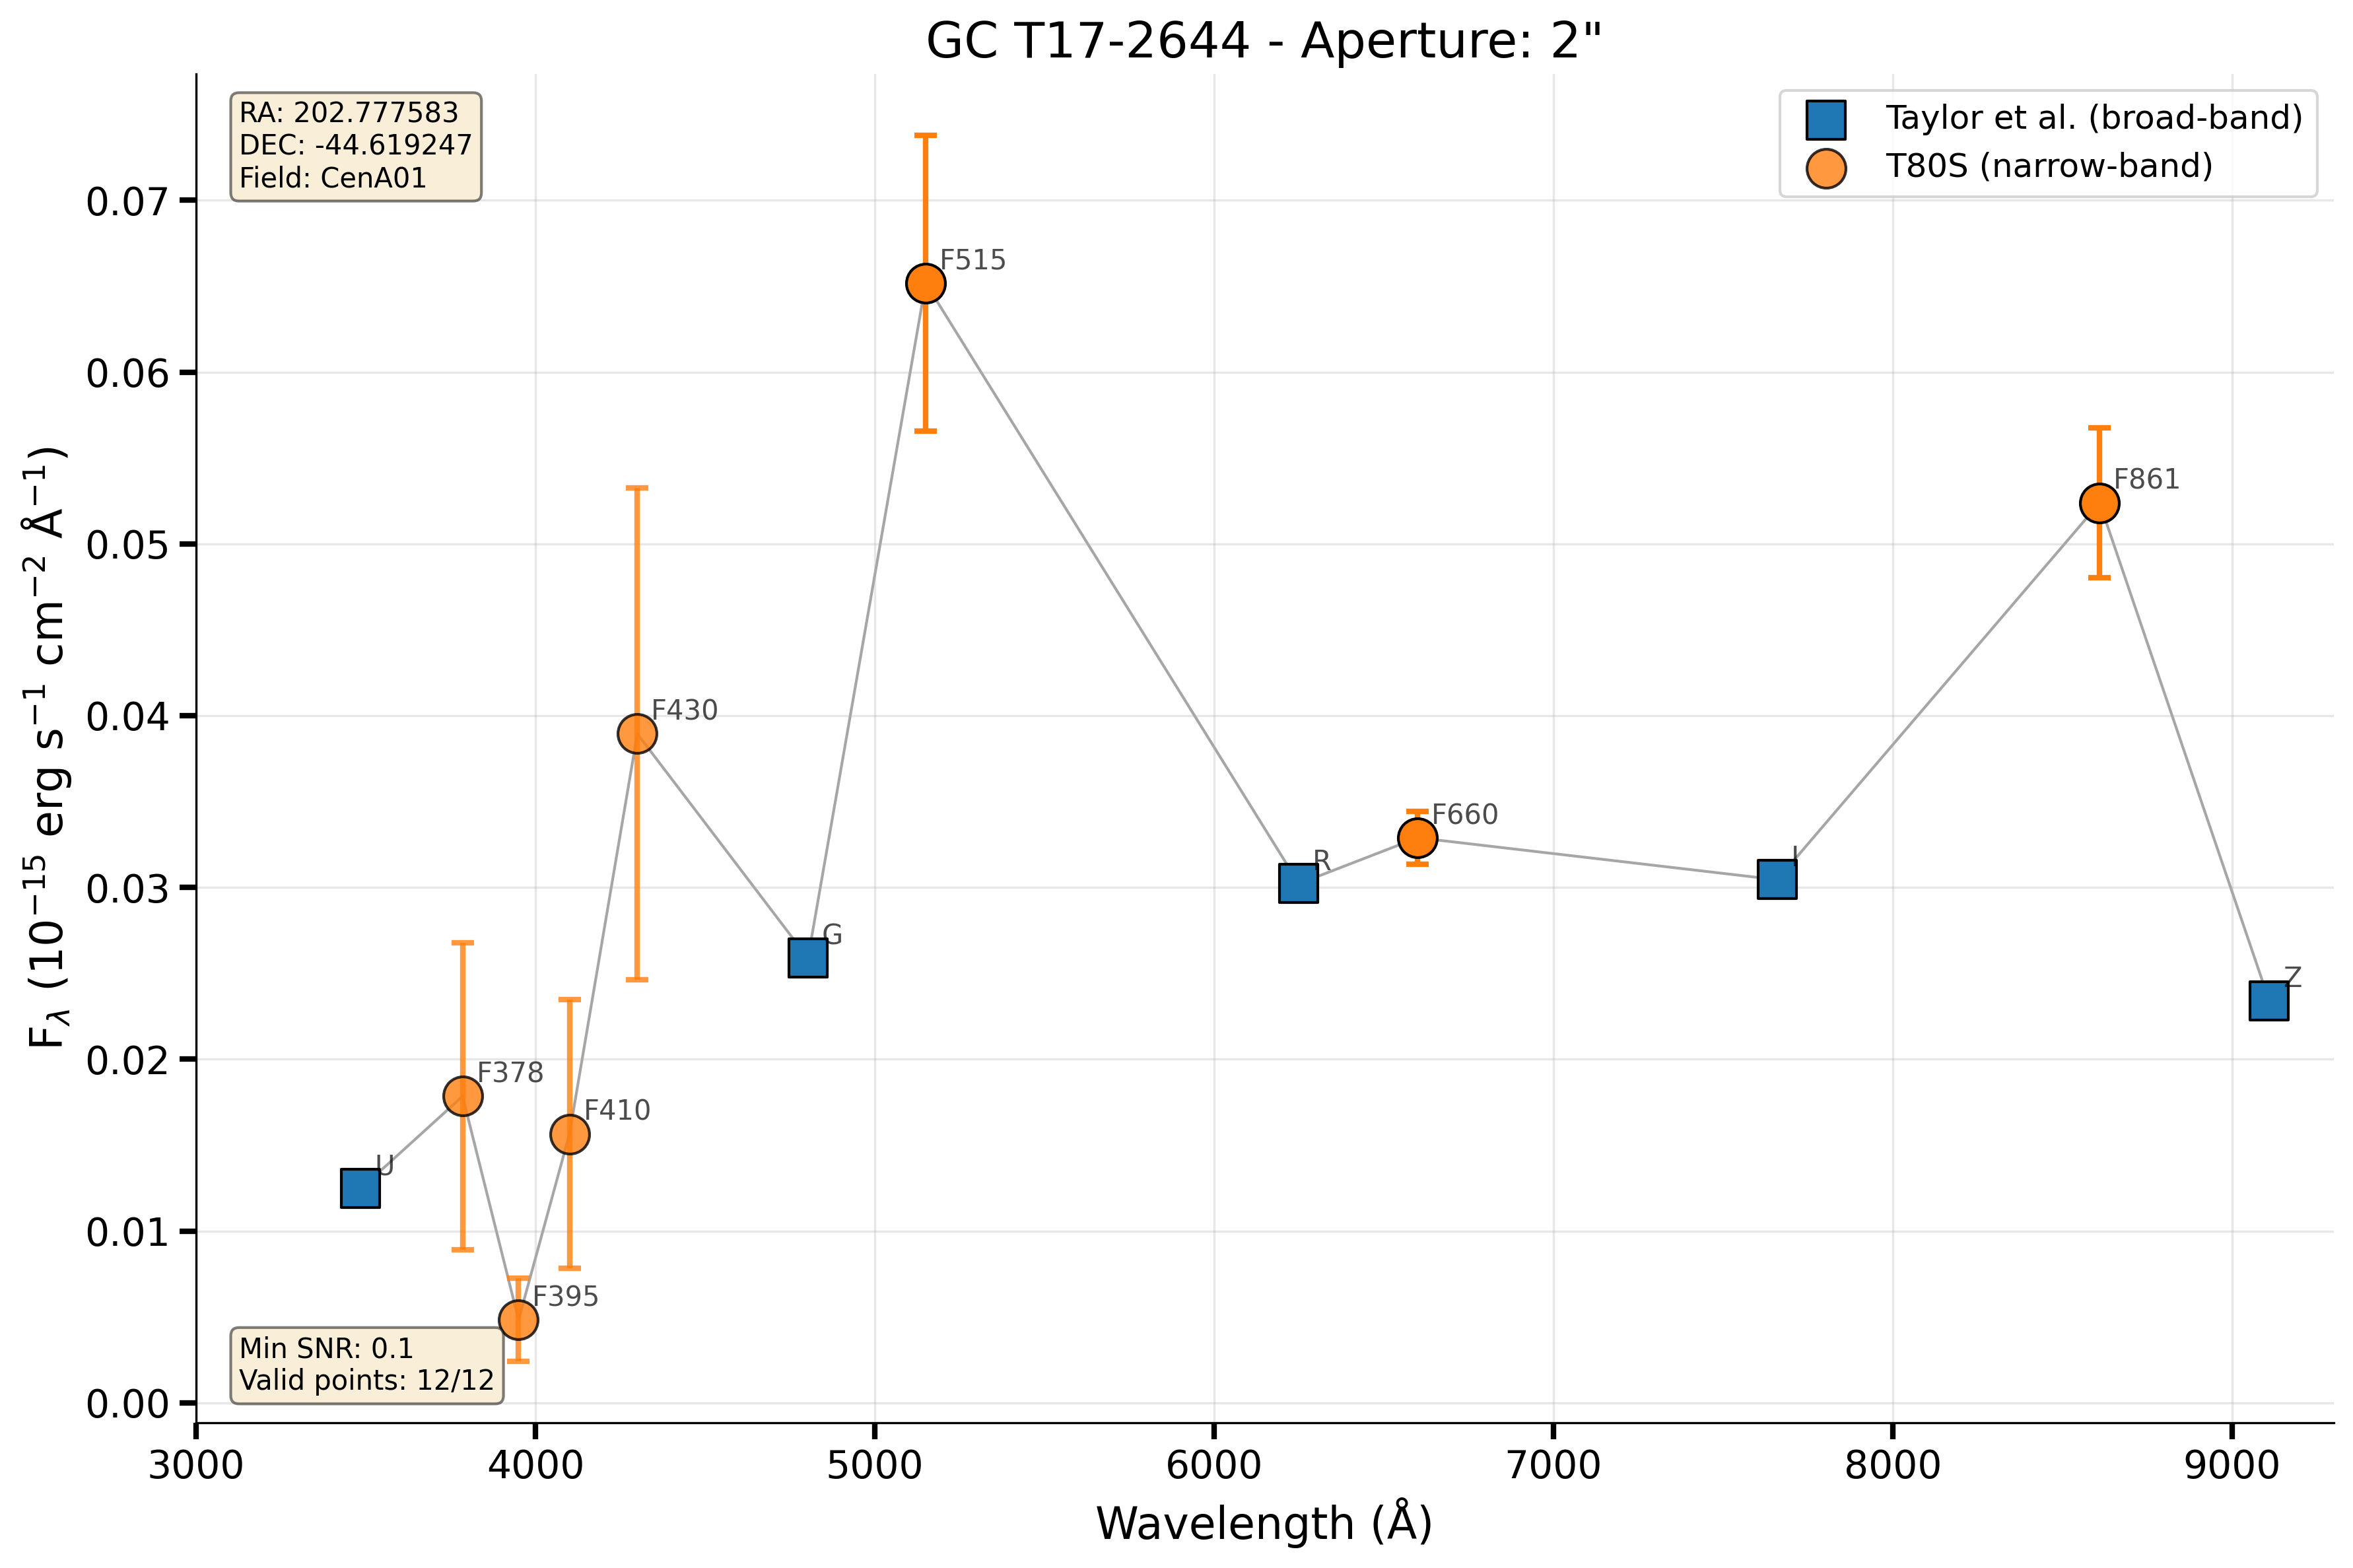 GC T17-2644 - Aperture: 2"
RA: 202.777583
DEC: -44.619247
Field: CenA01
Taylor et al. (broad-band)
T80S (narrow-band)
F515
F861
F430
F660
R
I
G
Z
F378
F410
U
F395
Min SNR: 0.1
Valid points: 12/12
0.07
0.06
0.05
0.04
0.03
0.02
0.01
0.00
F_λ (10⁻¹⁵ erg s⁻¹ cm⁻² Å⁻¹)
3000 4000 5000 6000 7000 8000 9000
Wavelength (Å)